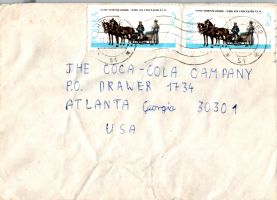 THE COCA-COLA CAMPANY
P.O. DRAWER 1734
ATLANTA Georgia 30301
USA